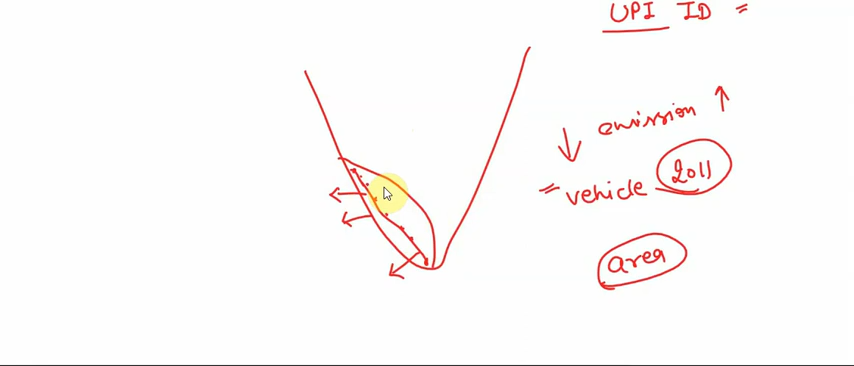 UPI ID =
emission
= vehicle 2011
area